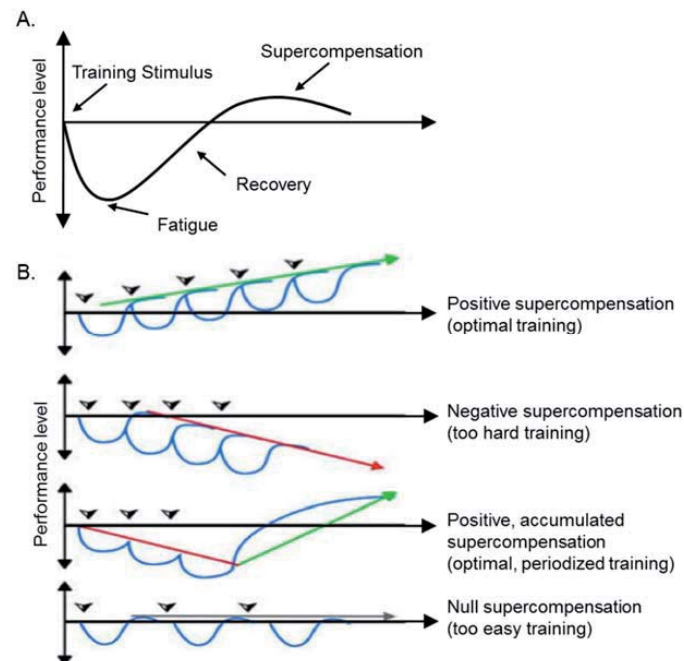 A.
Performance level
Training Stimulus
Supercompensation
Recovery
Fatigue
B.
Performance level
Positive supercompensation
(optimal training)
Negative supercompensation
(too hard training)
Positive, accumulated
supercompensation
(optimal, periodized training)
Null supercompensation
(too easy training)